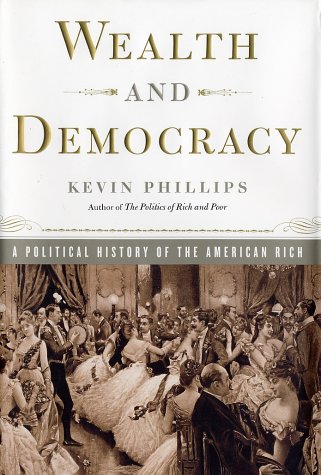 WEALTH
AND
DEMOCRACY
KEVIN PHILLIPS
Author of The Politics of Rich and Poor
A POLITICAL HISTORY OF THE AMERICAN RICH